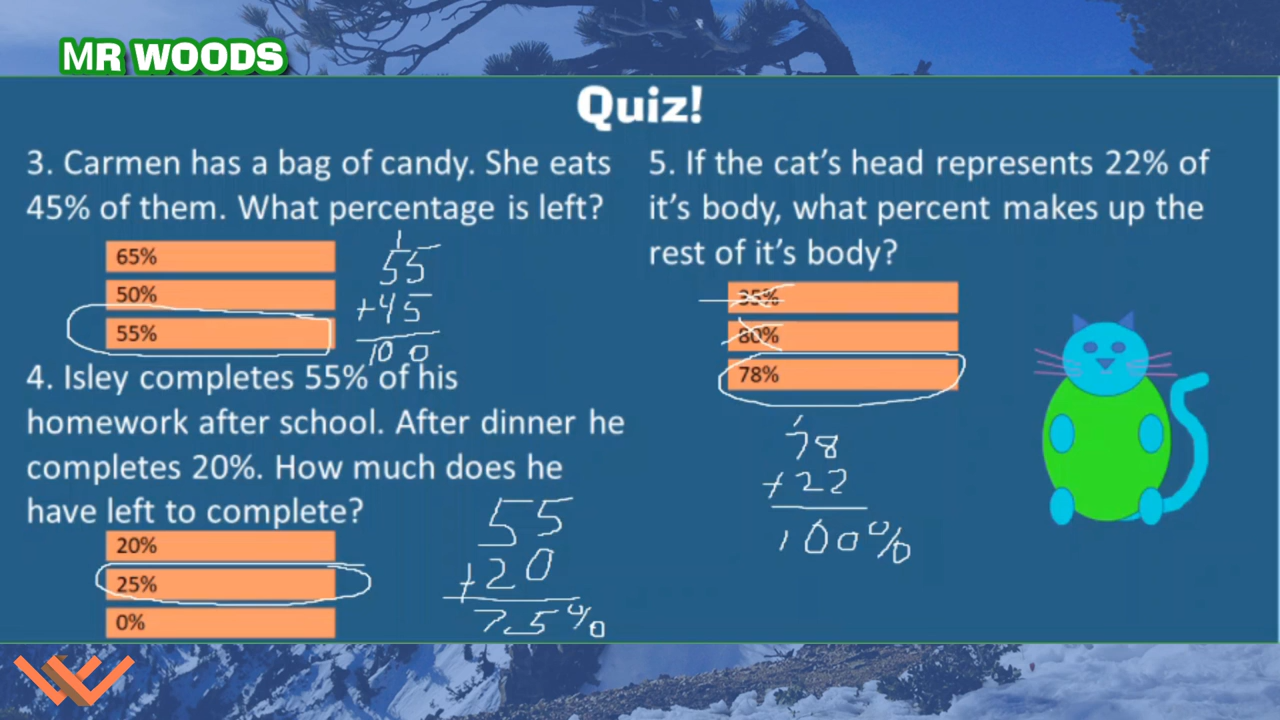 MR WOODS
Quiz!
3. Carmen has a bag of candy. She eats
45% of them. What percentage is left?
65%
50%
55%
1
55
+45
100
4. Isley completes 55% of his
homework after school. After dinner he
completes 20%. How much does he
have left to complete?
20%
25%
0%
55
+20
75%
5. If the cat's head represents 22% of
it's body, what percent makes up the
rest of it's body?
35%
80%
78%
1
78
+22
100%